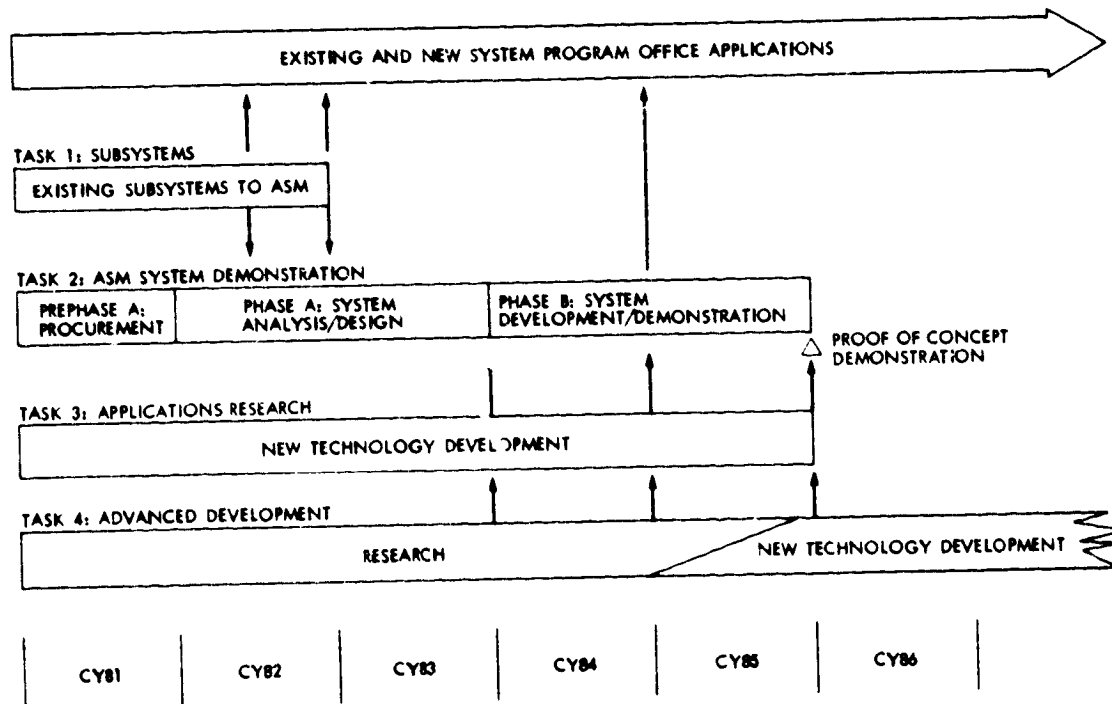 EXISTING AND NEW SYSTEM PROGRAM OFFICE APPLICATIONS
TASK 1: SUBSYSTEMS
EXISTING SUBSYSTEMS TO ASM
TASK 2: ASM SYSTEM DEMONSTRATION
PREPHASE A:
PROCUREMENT
PHASE A: SYSTEM
ANALYSIS/DESIGN
PHASE B: SYSTEM
DEVELOPMENT/DEMONSTRATION
PROOF OF CONCEPT
DEMONSTRATION
TASK 3: APPLICATIONS RESEARCH
NEW TECHNOLOGY DEVELOPMENT
TASK 4: ADVANCED DEVELOPMENT
RESEARCH
NEW TECHNOLOGY DEVELOPMENT
CY81
CY82
CY83
CY84
CY85
CY86